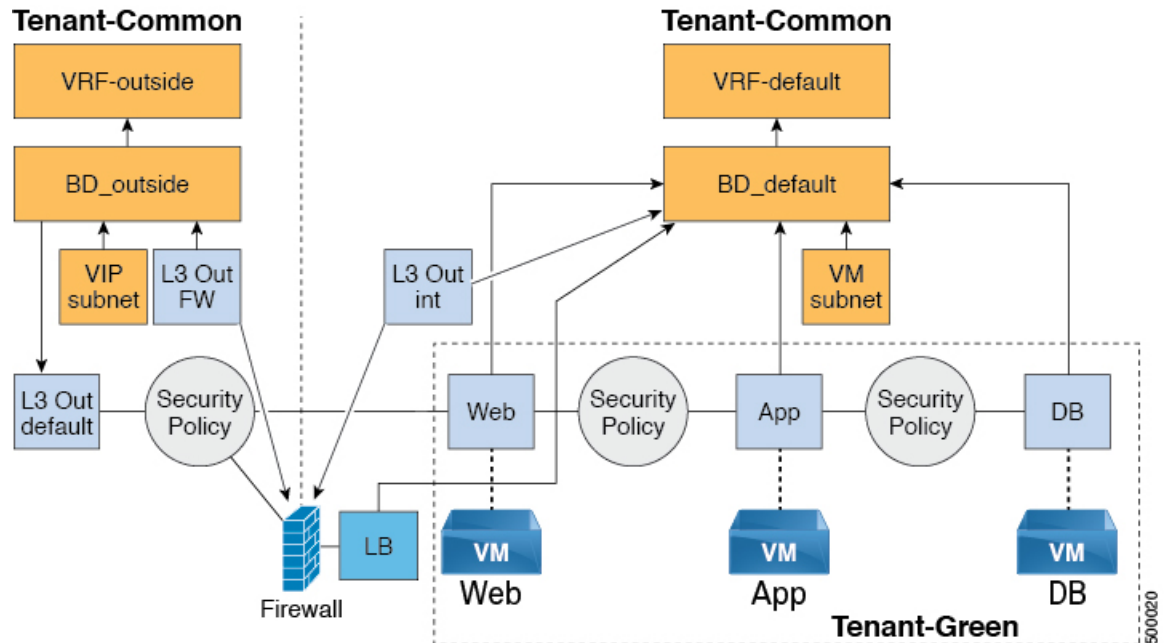 Tenant-Common
Tenant-Common
VRF-outside
VRF-default
BD_outside
BD_default
VIP
subnet
L3 Out
FW
L3 Out
int
VM
subnet
L3 Out
default
Security
Policy
Web
Security
Policy
App
Security
Policy
DB
LB
VM
VM
VM
Firewall
Web
App
DB
Tenant-Green
500020